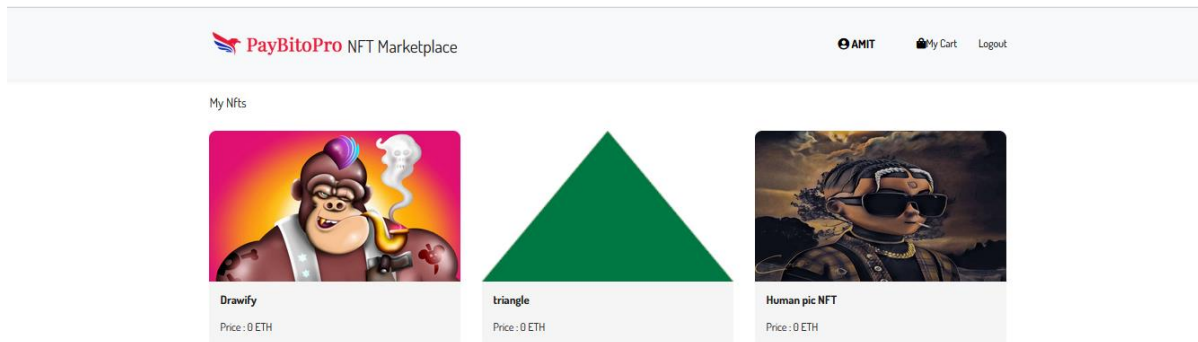 PayBitoPro NFT Marketplace
AMIT My Cart Logout
My Nfts
Drawify
Price : 0 ETH
triangle
Price : 0 ETH
Human pic NFT
Price : 0 ETH